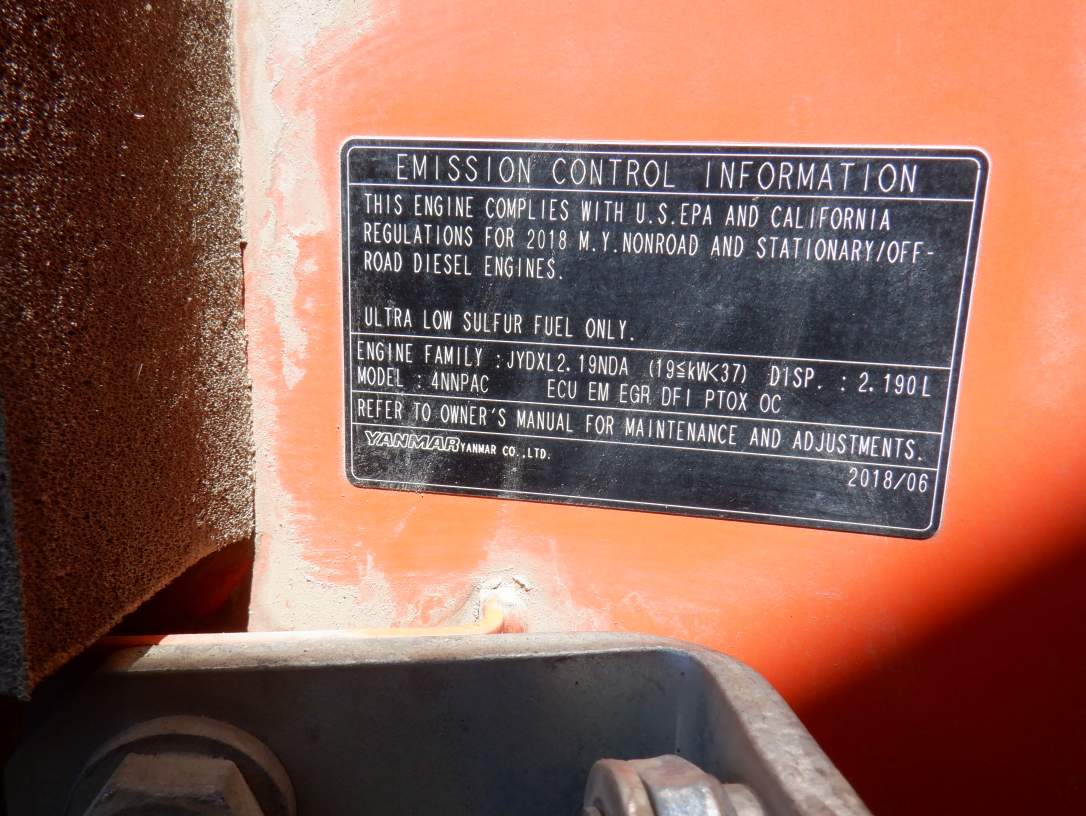 EMISSION CONTROL INFORMATION
THIS ENGINE COMPLIES WITH U.S.EPA AND CALIFORNIA
REGULATIONS FOR 2018 M.Y.NONROAD AND STATIONARY/OFF-
ROAD DIESEL ENGINES.
ULTRA LOW SULFUR FUEL ONLY.
ENGINE FAMILY :JYDXL2.19NDA (19≦kW<37) DISP. : 2.190L
MODEL : 4NNPAC ECU EM EGR DFI PTOX OC
REFER TO OWNER'S MANUAL FOR MAINTENANCE AND ADJUSTMENTS.
YANMAR YANMAR CO.,LTD.
2018/06